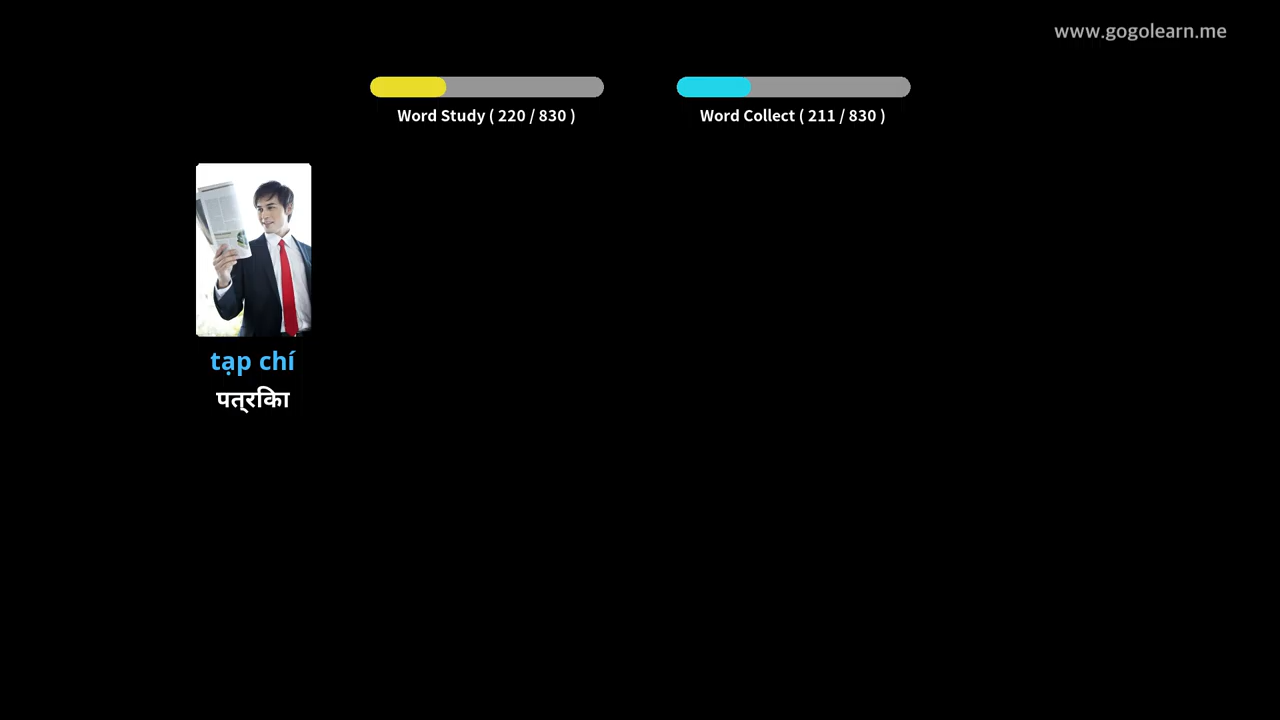 www.gogolearn.me
Word Study ( 220 / 830 )
Word Collect ( 211 / 830 )
tạp chí
पत्रिका